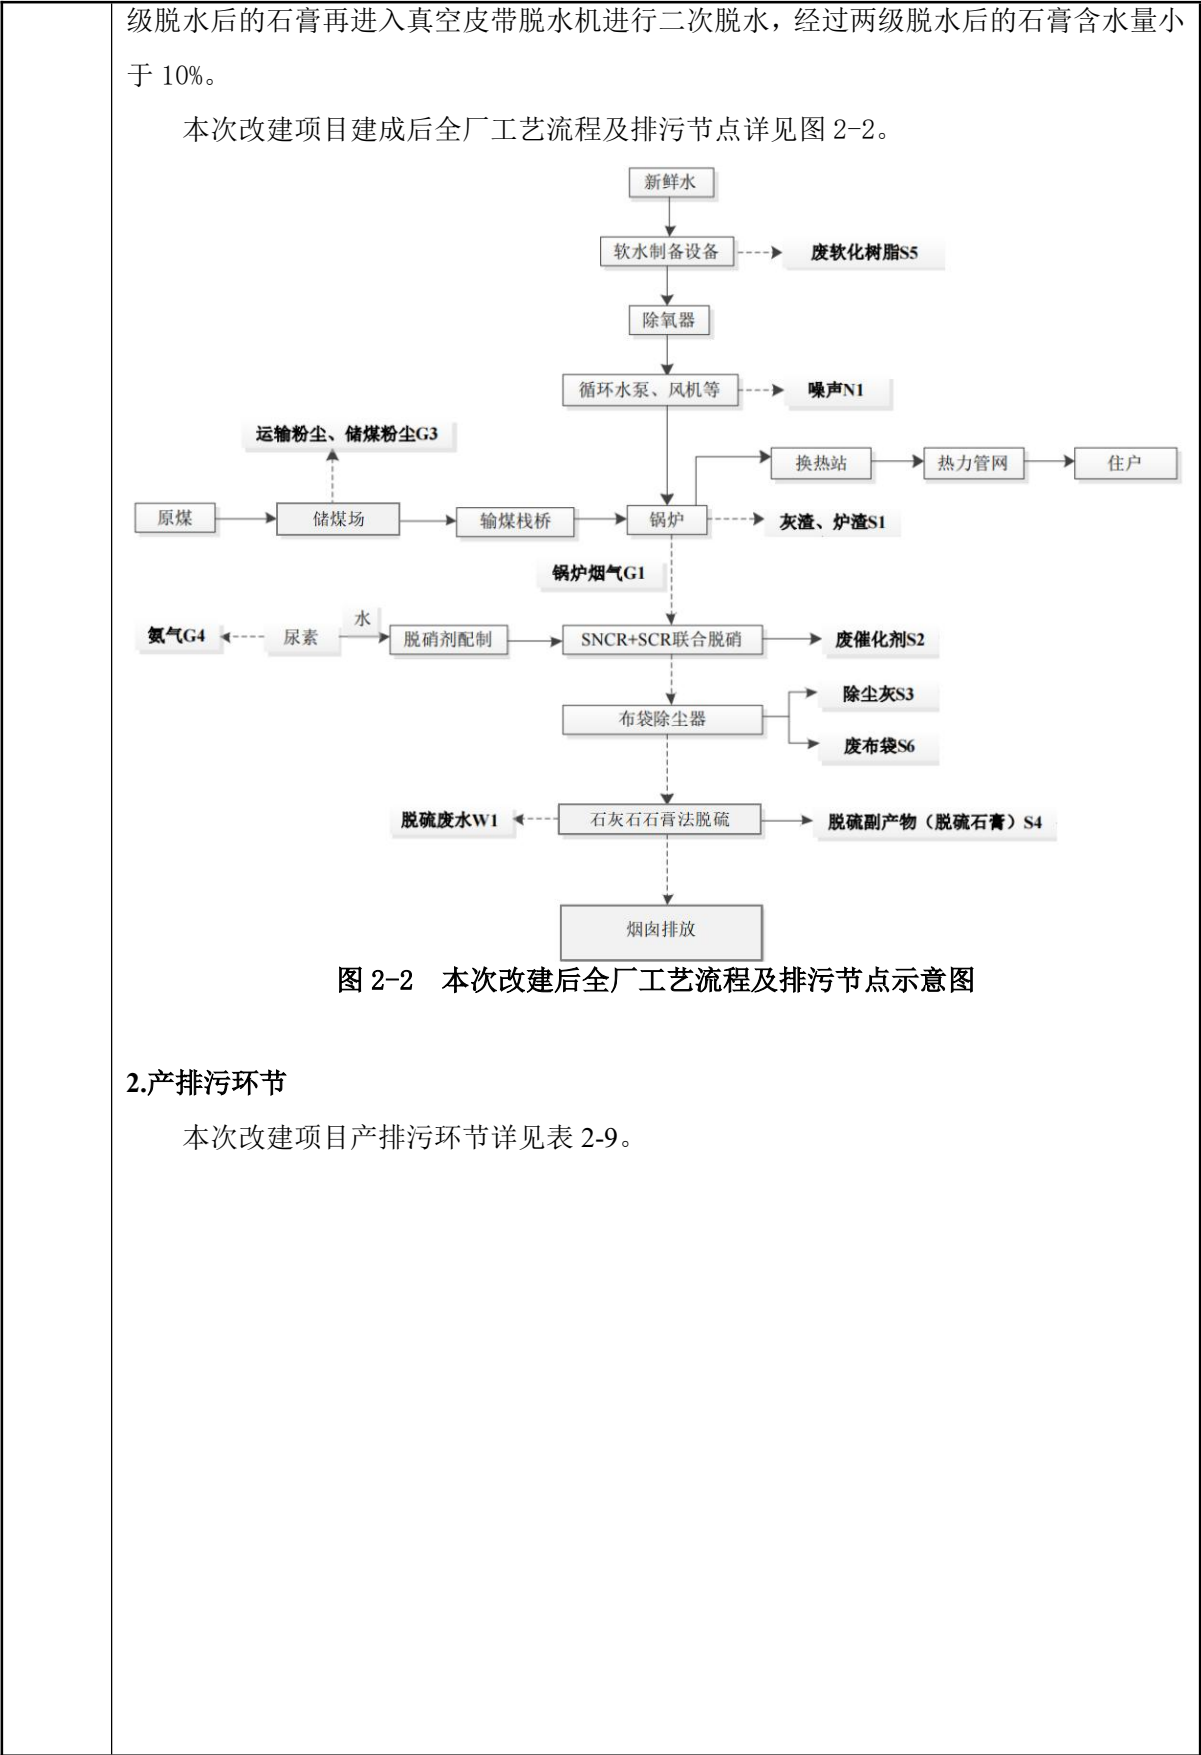 级脱水后的石膏再进入真空皮带脱水机进行二次脱水，经过两级脱水后的石膏含水量小
于 10%。
本次改建项目建成后全厂工艺流程及排污节点详见图 2-2。
新鲜水
软水制备设备
废软化树脂S5
除氧器
循环水泵、风机等
噪声N1
运输粉尘、储煤粉尘G3
换热站
热力管网
住户
原煤
储煤场
输煤栈桥
锅炉
灰渣、炉渣S1
锅炉烟气G1
氨气G4
尿素
水
脱硝剂配制
SNCR+SCR联合脱硝
废催化剂S2
布袋除尘器
除尘灰S3
废布袋S6
脱硫废水W1
石灰石石膏法脱硫
脱硫副产物（脱硫石膏）S4
烟囱排放
图 2-2 本次改建后全厂工艺流程及排污节点示意图
2.产排污环节
本次改建项目产排污环节详见表 2-9。